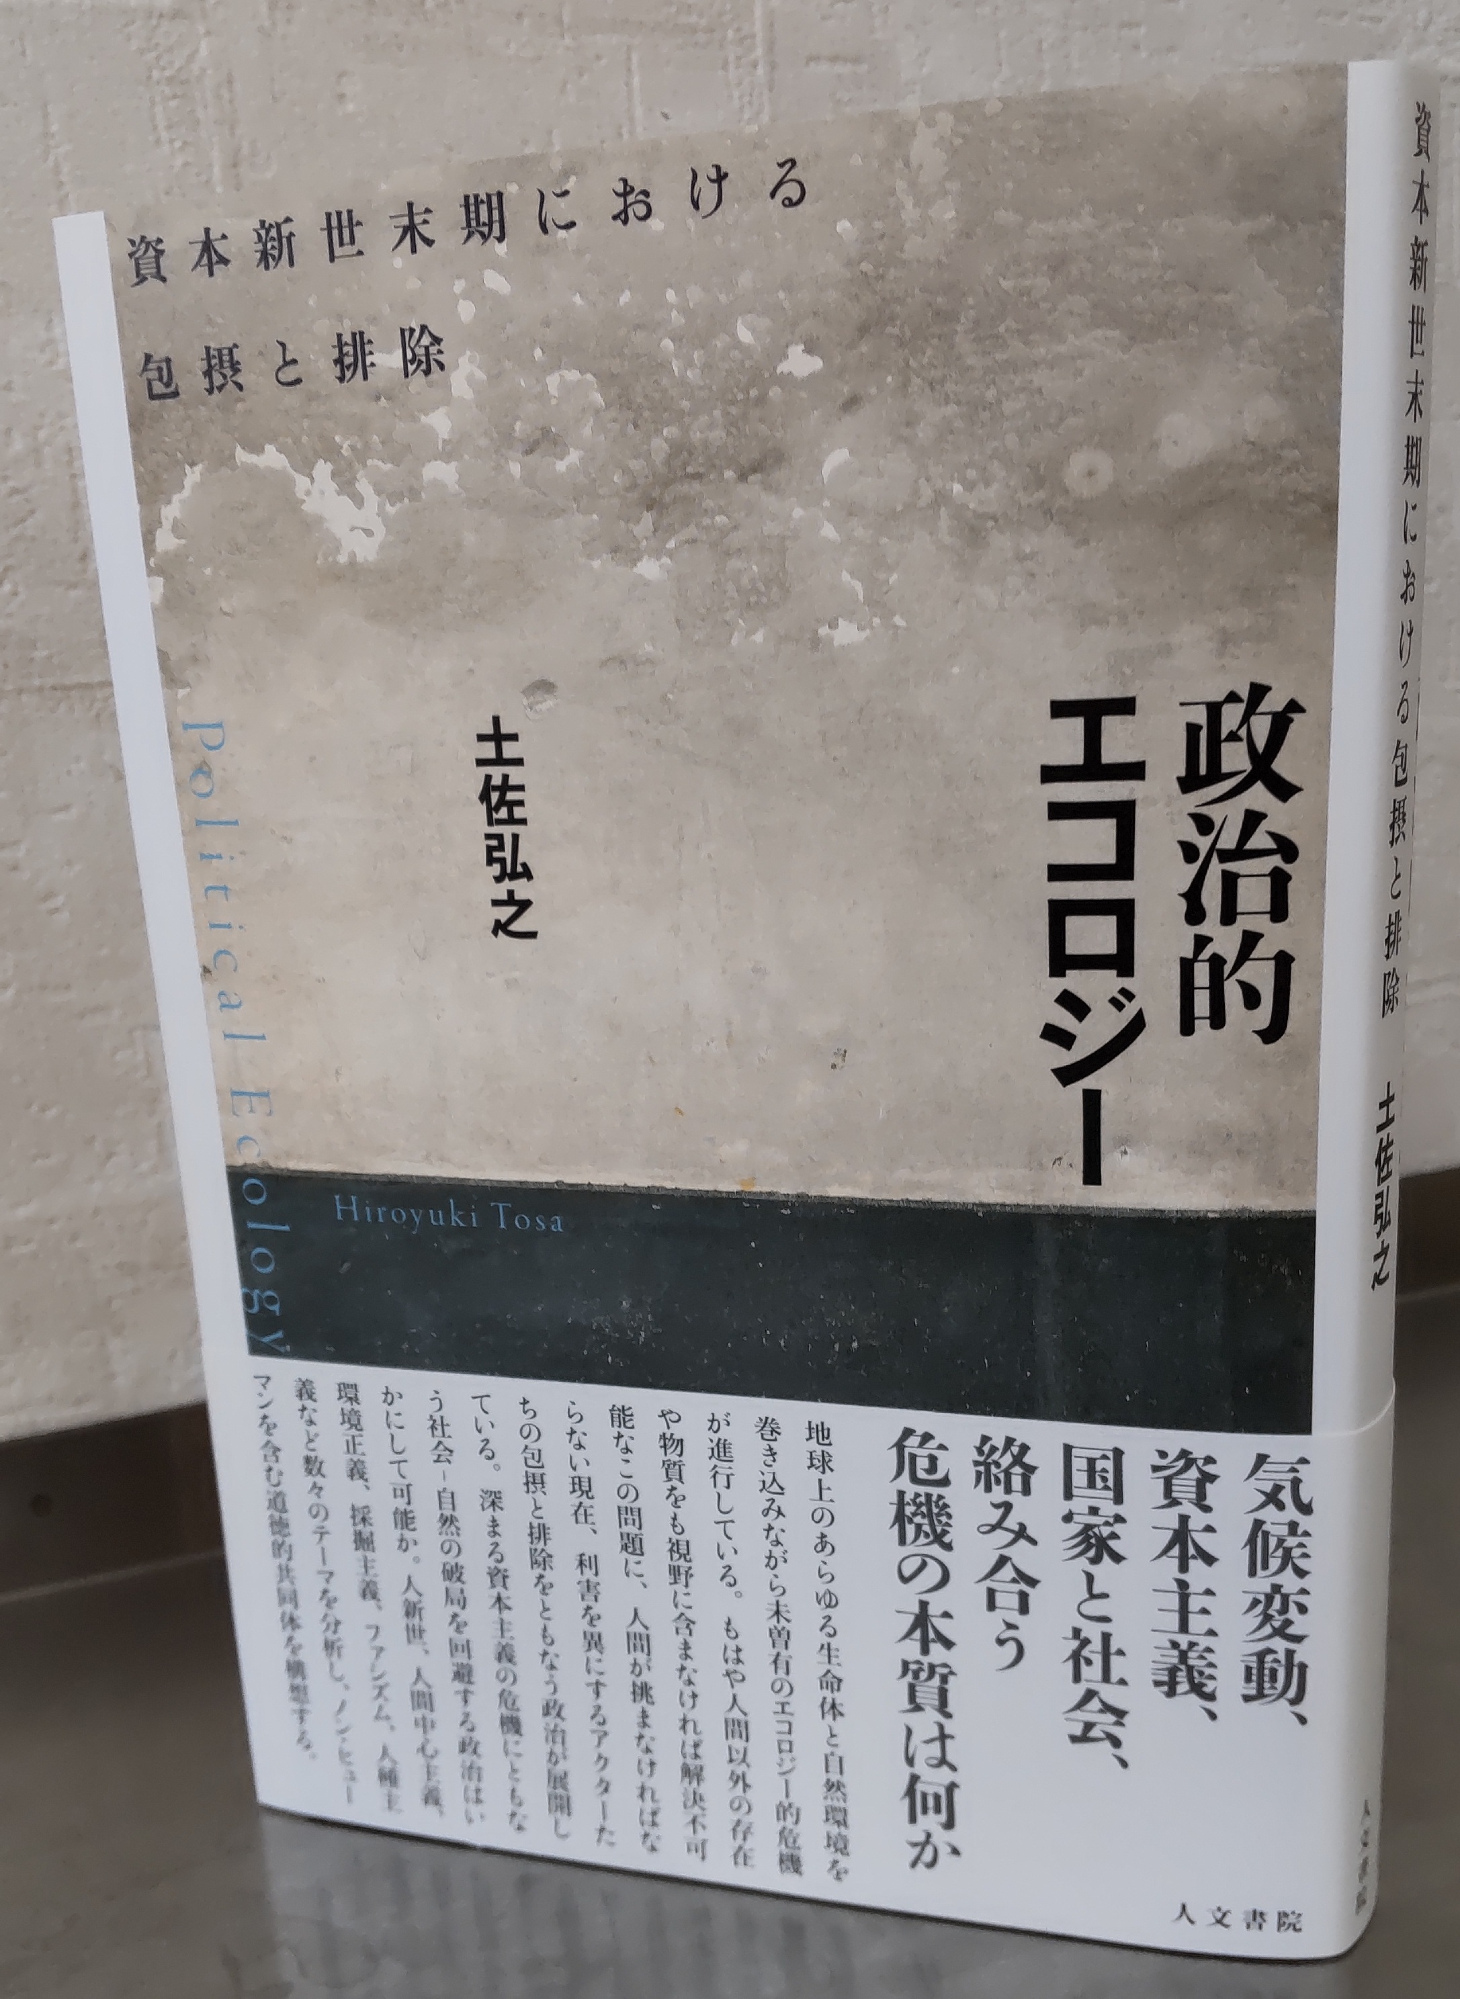 資本新世末期における
包摂と排除
政治的
エコロジー
土佐弘之
Political Ecology
Hiroyuki Tosa
気候変動、
資本主義、
国家と社会、
絡み合う
危機の本質は何か
地球上のあらゆる生命体と自然環境を
巻き込みながら未曽有のエコロジー的危機
が進行している。もはや人間以外の存在
や物質をも視野に含まなければ解決不可
能なこの問題に、人間が挑まなければな
らない現在、利害を異にするアクターた
ちの包摂と排除をともなう政治が展開し
ている。深まる資本主義の危機にともな
う社会−自然の破局を回避する政治はい
かにして可能か。人新世、人間中心主義、
環境正義、採掘主義、ファシズム、人種主
義など数々のテーマを分析し、ノン・ヒュー
マンを含む道徳的共同体を構想する。
人文書院
資本新世末期における包摂と排除 土佐弘之
人文書院